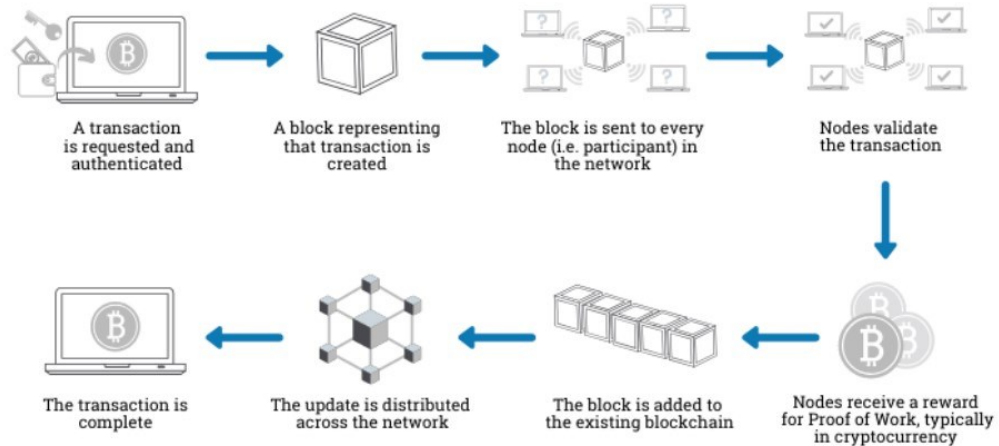 A transaction
is requested and
authenticated
A block representing
that transaction is
created
The block is sent to every
node (i.e. participant) in
the network
Nodes validate
the transaction
The transaction is
complete
The update is distributed
across the network
The block is added to
the existing blockchain
Nodes receive a reward
for Proof of Work, typically
in cryptocurrency